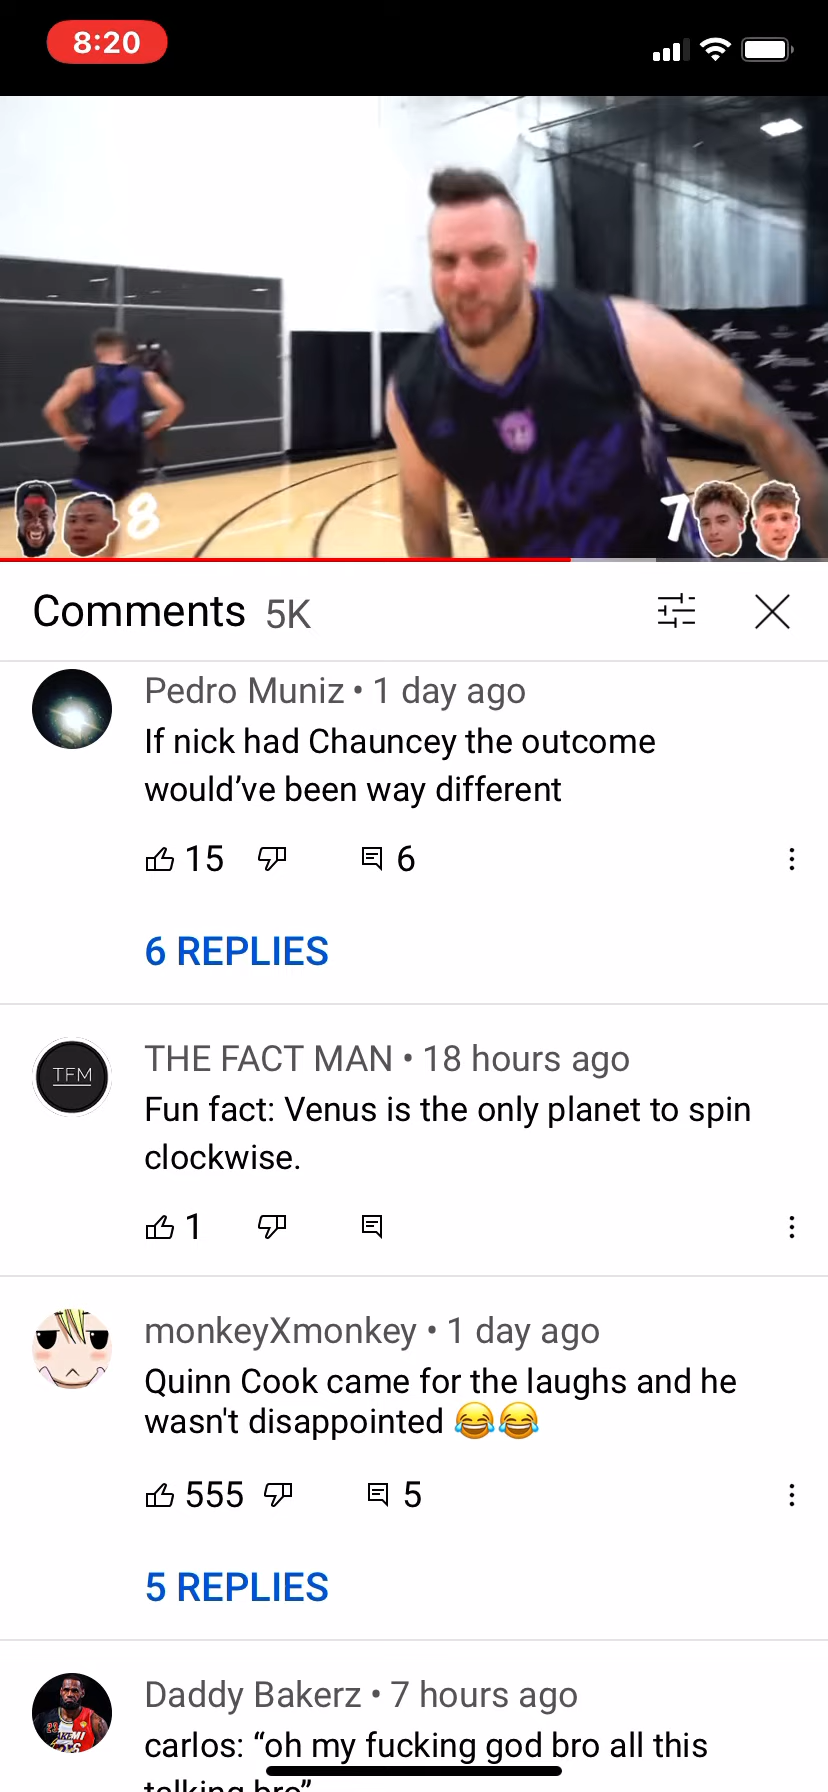 8:20
8
7
Comments 5K
Pedro Muniz • 1 day ago
If nick had Chauncey the outcome
would’ve been way different
15
6
6 REPLIES
TFM
THE FACT MAN • 18 hours ago
Fun fact: Venus is the only planet to spin
clockwise.
1
monkeyXmonkey • 1 day ago
Quinn Cook came for the laughs and he
wasn't disappointed 😂😂
555
5
5 REPLIES
Daddy Bakerz • 7 hours ago
carlos: “oh my fucking god bro all this
talking bro”